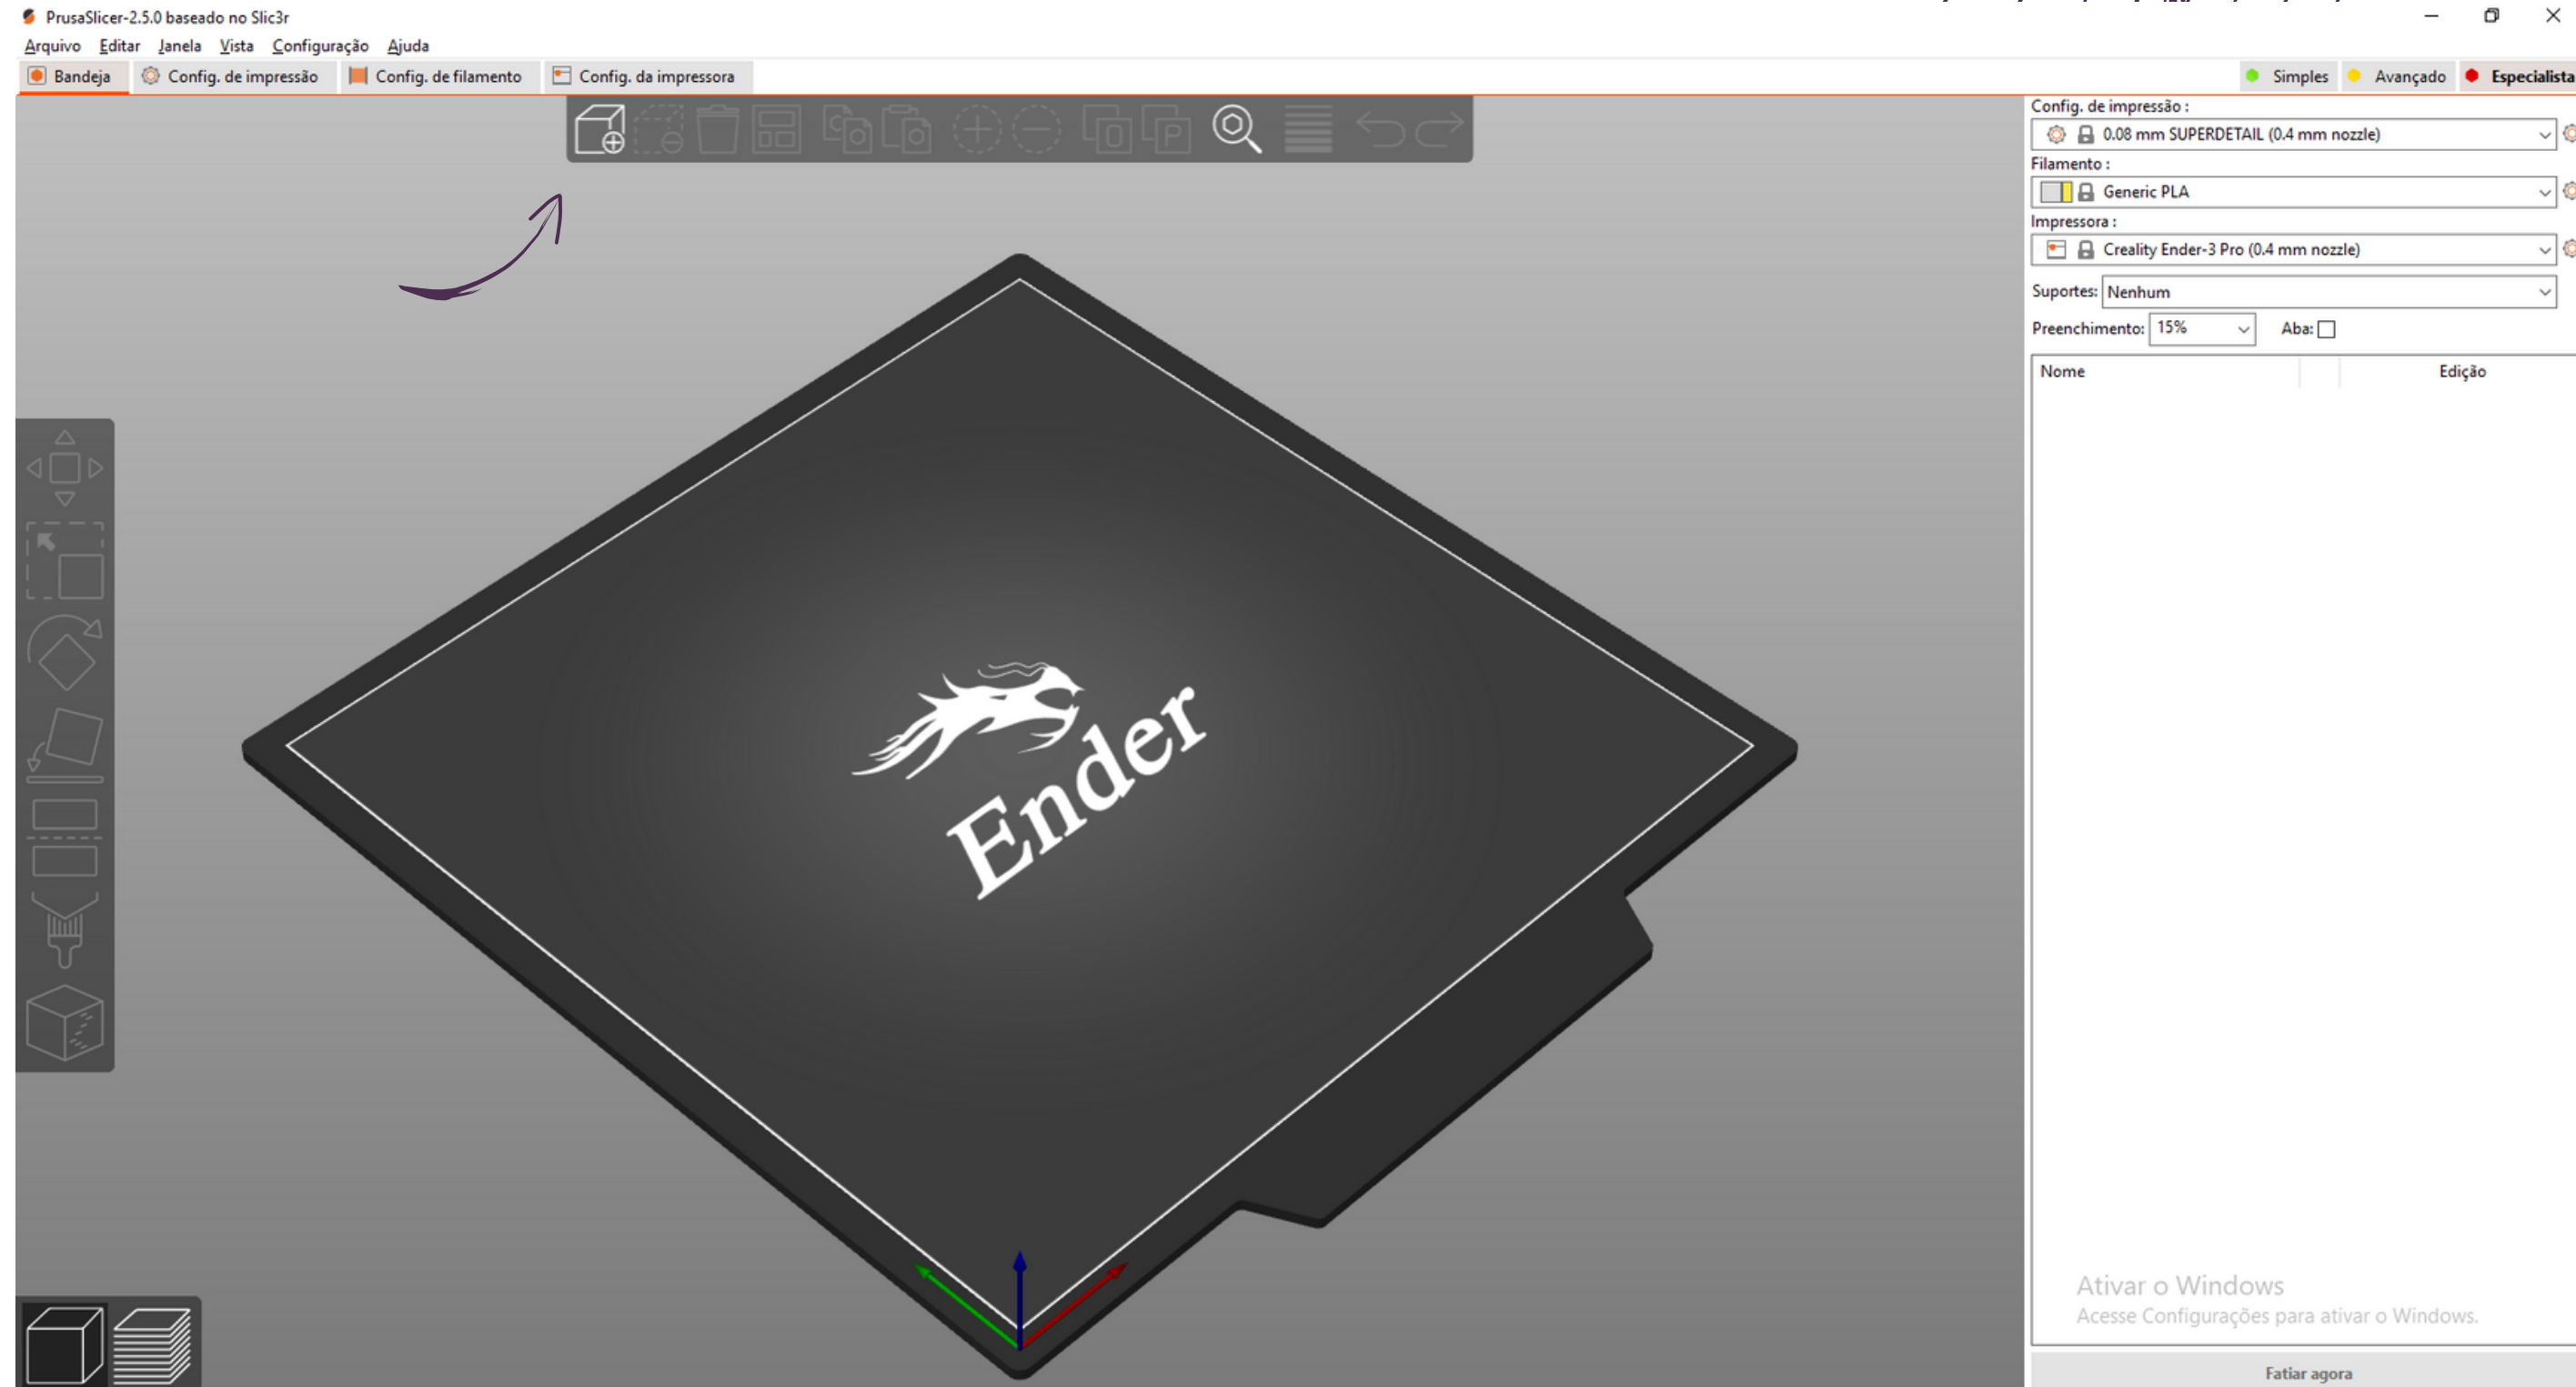 PrusaSlicer-2.5.0 baseado no Slic3r
Arquivo Editar Janela Vista Configuração Ajuda
Bandeja Config. de impressão Config. de filamento Config. da impressora Simples Avançado Especialista
Config. de impressão :
0.08 mm SUPERDETAIL (0.4 mm nozzle)
Filamento :
Generic PLA
Impressora :
Creality Ender-3 Pro (0.4 mm nozzle)
Suportes: Nenhum
Preenchimento: 15% Aba:
Nome Edição
Ender
Ativar o Windows
Acesse Configurações para ativar o Windows.
Fatiar agora